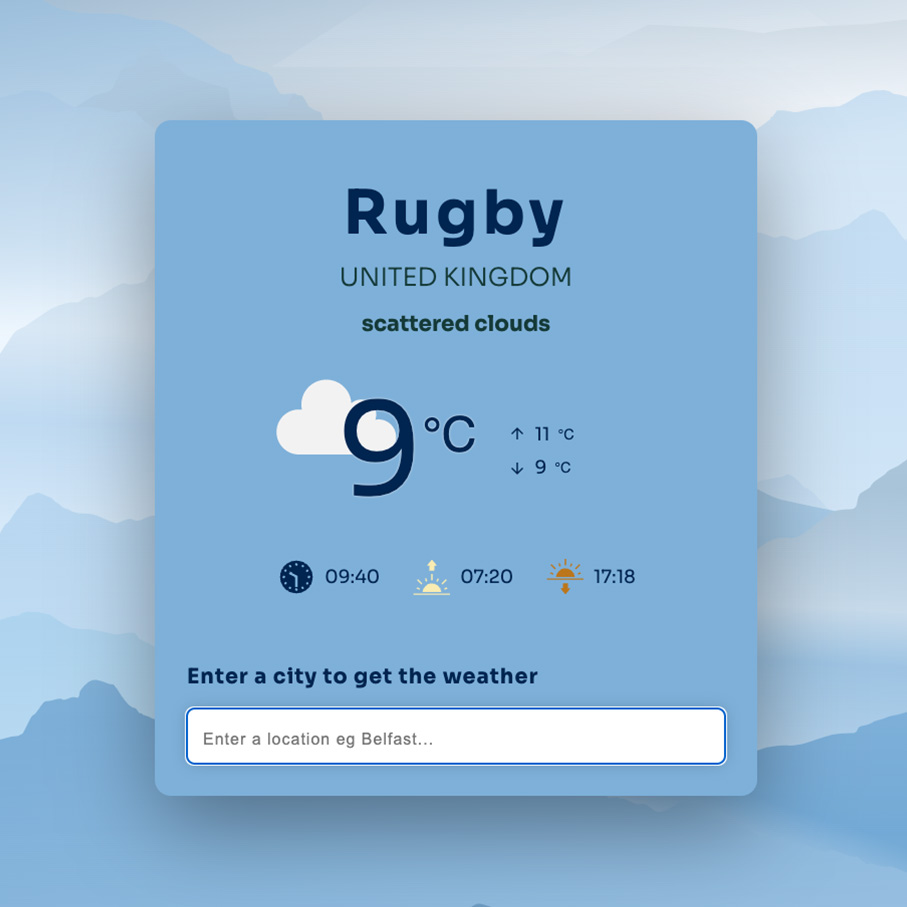 Rugby
UNITED KINGDOM
scattered clouds
9 °C
↑ 11 °C
↓ 9 °C
09:40 07:20 17:18
Enter a city to get the weather
Enter a location eg Belfast...